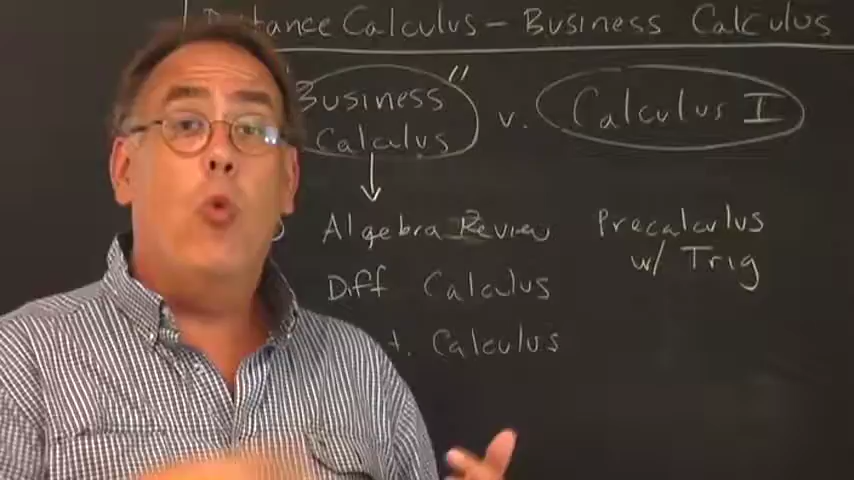 Distance Calculus – Business Calculus
"Business Calculus" v. Calculus I
Algebra Review
Precalculus w/ Trig
Diff Calculus
t. Calculus